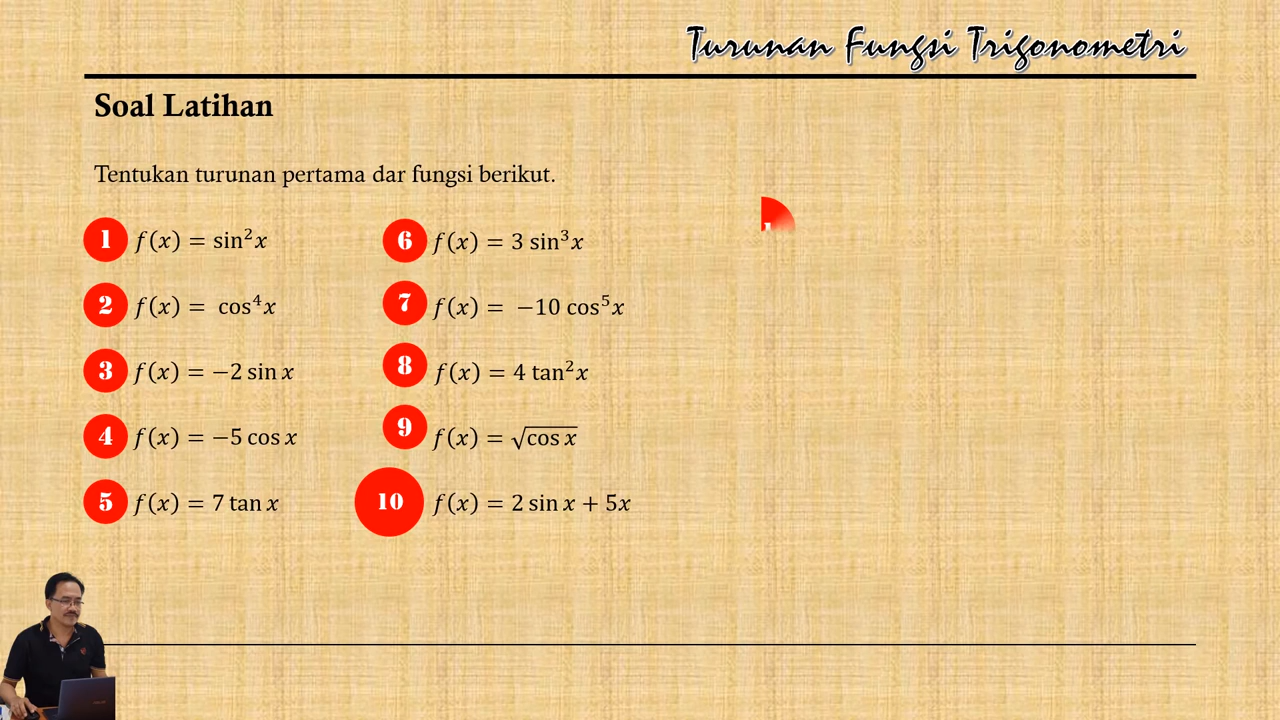 Turunan Fungsi Trigonometri
Soal Latihan
Tentukan turunan pertama dar fungsi berikut.
1 f(x) = sin²x
2 f(x) = cos⁴x
3 f(x) = −2 sin x
4 f(x) = −5 cos x
5 f(x) = 7 tan x
6 f(x) = 3 sin³x
7 f(x) = −10 cos⁵x
8 f(x) = 4 tan²x
9 f(x) = √cos x
10 f(x) = 2 sin x + 5x